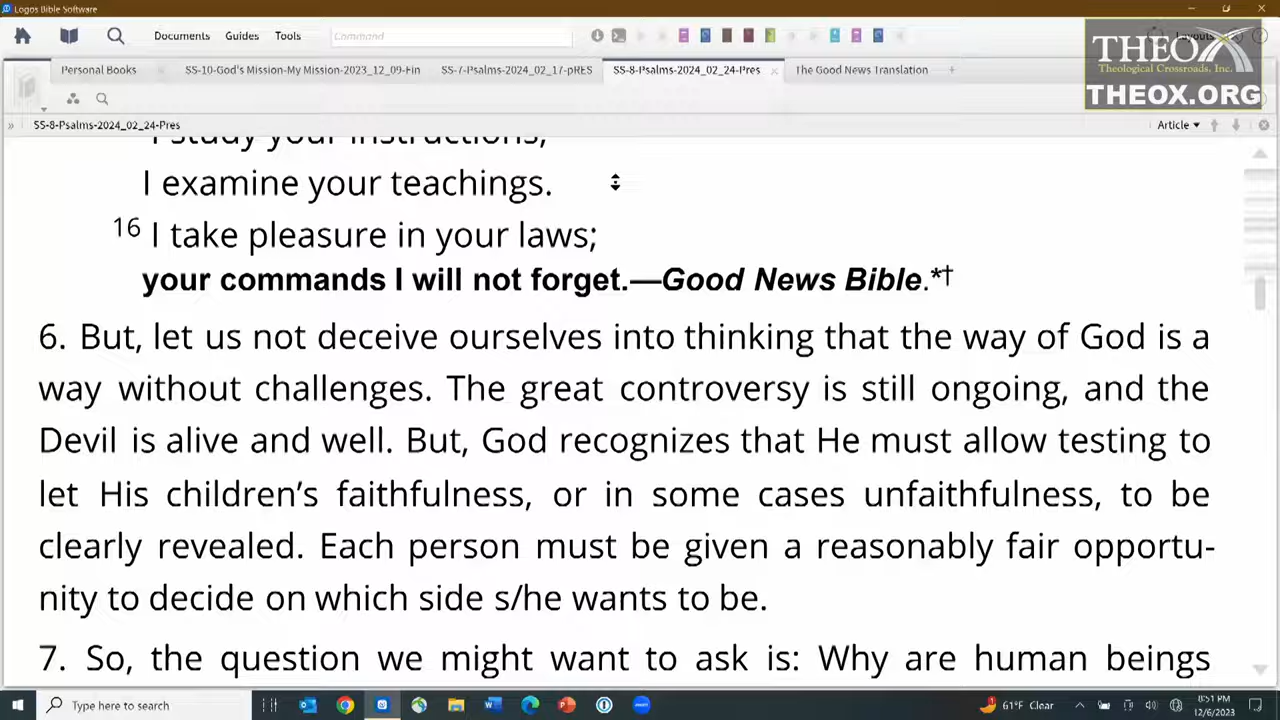 Logos Bible Software
Documents Guides Tools Command
THEOX
Theological Crossroads, Inc.
THEOX.ORG
Personal Books SS-10-God's Mission-My Mission-2023_12_09-Fin 2024_02_17-pRES SS-8-Psalms-2024_02_24-Pres The Good News Translation
SS-8-Psalms-2024_02_24-Pres Article
I study your instructions;
I examine your teachings.
16 I take pleasure in your laws;
your commands I will not forget.—Good News Bible.*†
6. But, let us not deceive ourselves into thinking that the way of God is a
way without challenges. The great controversy is still ongoing, and the
Devil is alive and well. But, God recognizes that He must allow testing to
let His children’s faithfulness, or in some cases unfaithfulness, to be
clearly revealed. Each person must be given a reasonably fair opportu-
nity to decide on which side s/he wants to be.
7. So, the question we might want to ask is: Why are human beings
Type here to search 61°F Clear 8:51 PM
12/6/2023